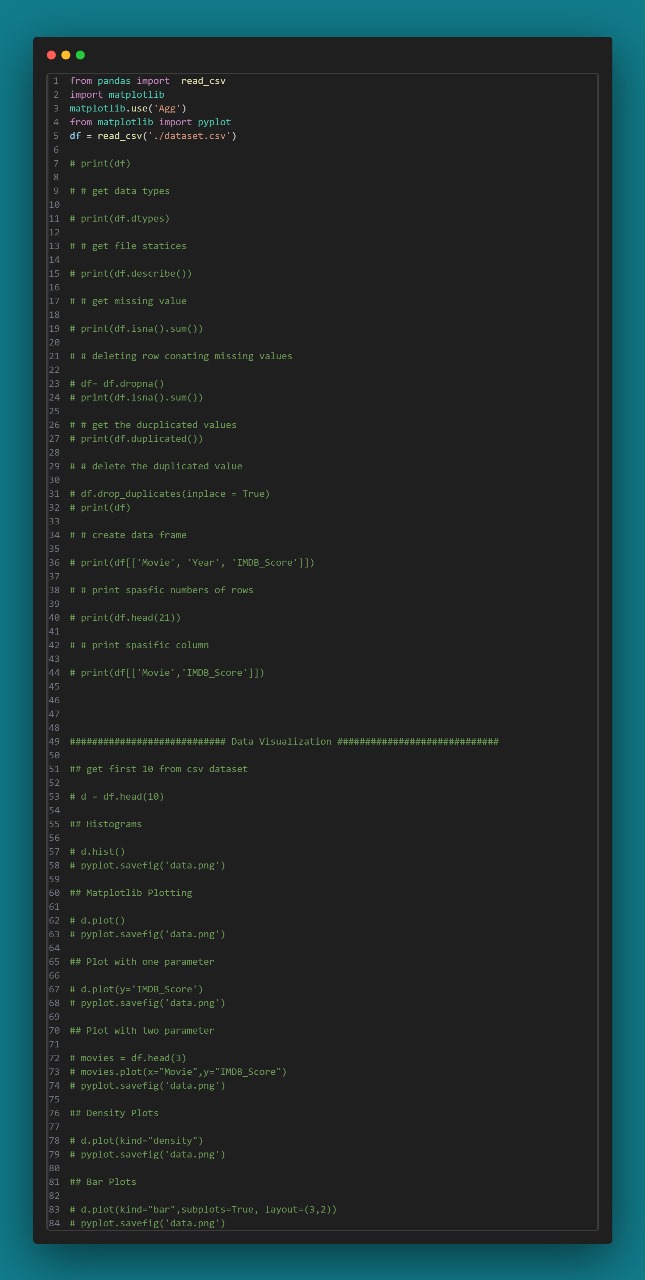 1 from pandas import  read_csv
2 import matplotlib
3 matplotlib.use('Agg')
4 from matplotlib import pyplot
5 df = read_csv('./dataset.csv')
6
7 # print(df)
8
9 # # get data types
10
11 # print(df.dtypes)
12
13 # # get file statices
14
15 # print(df.describe())
16
17 # # get missing value
18
19 # print(df.isna().sum())
20
21 # # deleting row conating missing values
22
23 # df= df.dropna()
24 # print(df.isna().sum())
25
26 # # get the ducplicated values
27 # print(df.duplicated())
28
29 # # delete the duplicated value
30
31 # df.drop_duplicates(inplace = True)
32 # print(df)
33
34 # # create data frame
35
36 # print(df[['Movie', 'Year', 'IMDB_Score']])
37
38 # # print spasfic numbers of rows
39
40 # print(df.head(21))
41
42 # # print spasific column
43
44 # print(df[['Movie','IMDB_Score']])
45
46
47
48
49 ############################ Data Visualization #############################
50
51 ## get first 10 from csv dataset
52
53 # d = df.head(10)
54
55 ## Histograms
56
57 # d.hist()
58 # pyplot.savefig('data.png')
59
60 ## Matplotlib Plotting
61
62 # d.plot()
63 # pyplot.savefig('data.png')
64
65 ## Plot with one parameter
66
67 # d.plot(y='IMDB_Score')
68 # pyplot.savefig('data.png')
69
70 ## Plot with two parameter
71
72 # movies = df.head(3)
73 # movies.plot(x="Movie",y="IMDB_Score")
74 # pyplot.savefig('data.png')
75
76 ## Density Plots
77
78 # d.plot(kind="density")
79 # pyplot.savefig('data.png')
80
81 ## Bar Plots
82
83 # d.plot(kind="bar",subplots=True, layout=(3,2))
84 # pyplot.savefig('data.png')